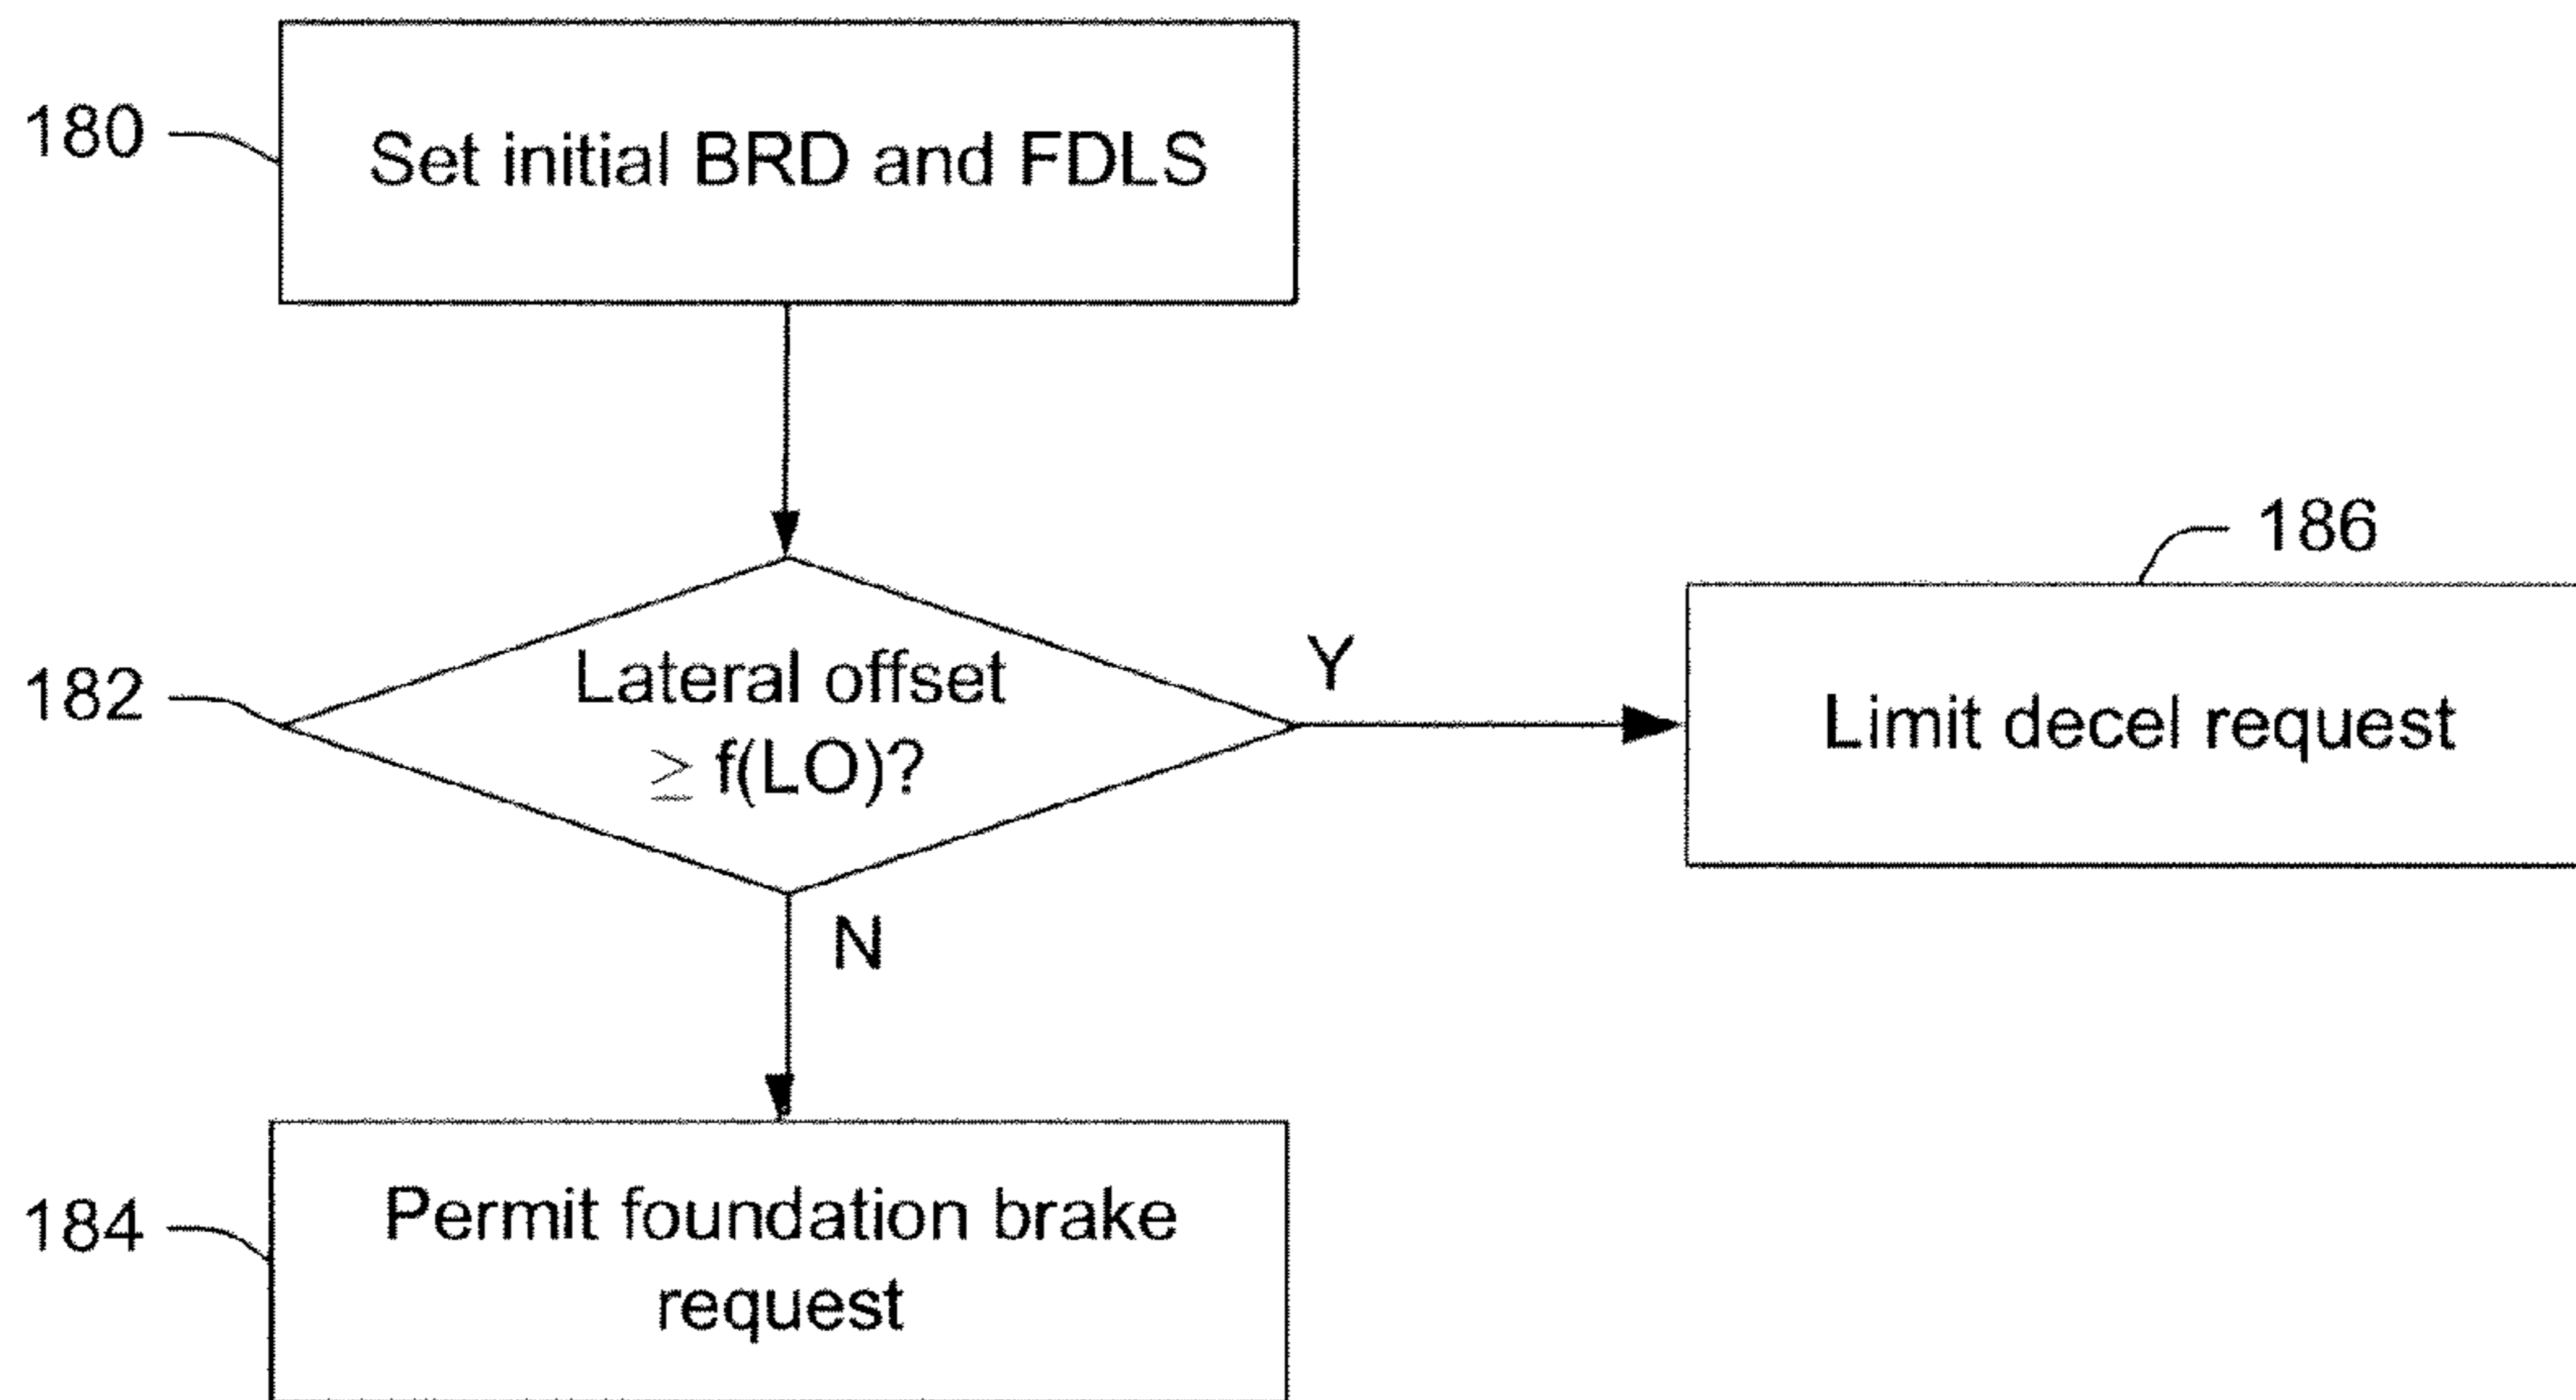 180
Set initial BRD and FDLS
186
182
Lateral offset
≥ f(LO)?
Y
Limit decel request
N
184
Permit foundation brake
request